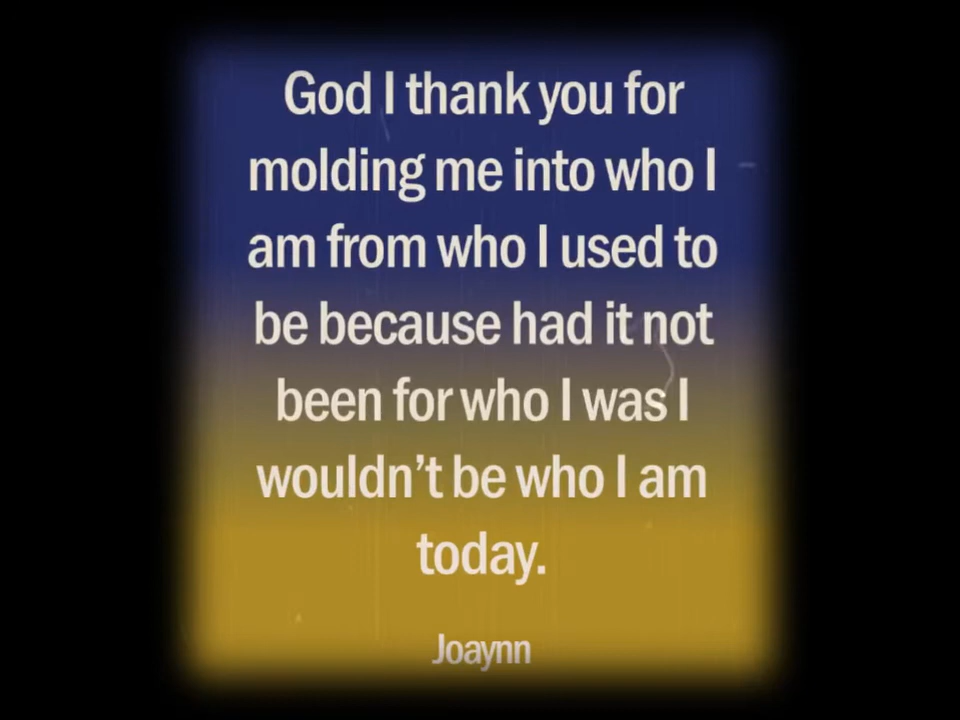 God I thank you for
molding me into who I
am from who I used to
be because had it not
been for who I was I
wouldn’t be who I am
today.
Joaynn